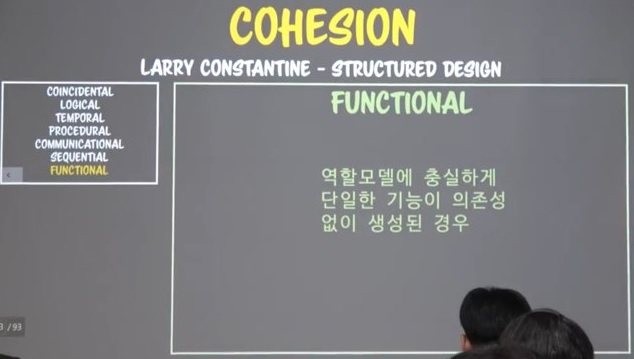 COHESION
LARRY CONSTANTINE - STRUCTURED DESIGN
COINCIDENTAL
LOGICAL
TEMPORAL
PROCEDURAL
COMMUNICATIONAL
SEQUENTIAL
FUNCTIONAL
FUNCTIONAL
역할모델에 충실하게
단일한 기능이 의존성
없이 생성된 경우
/ 93